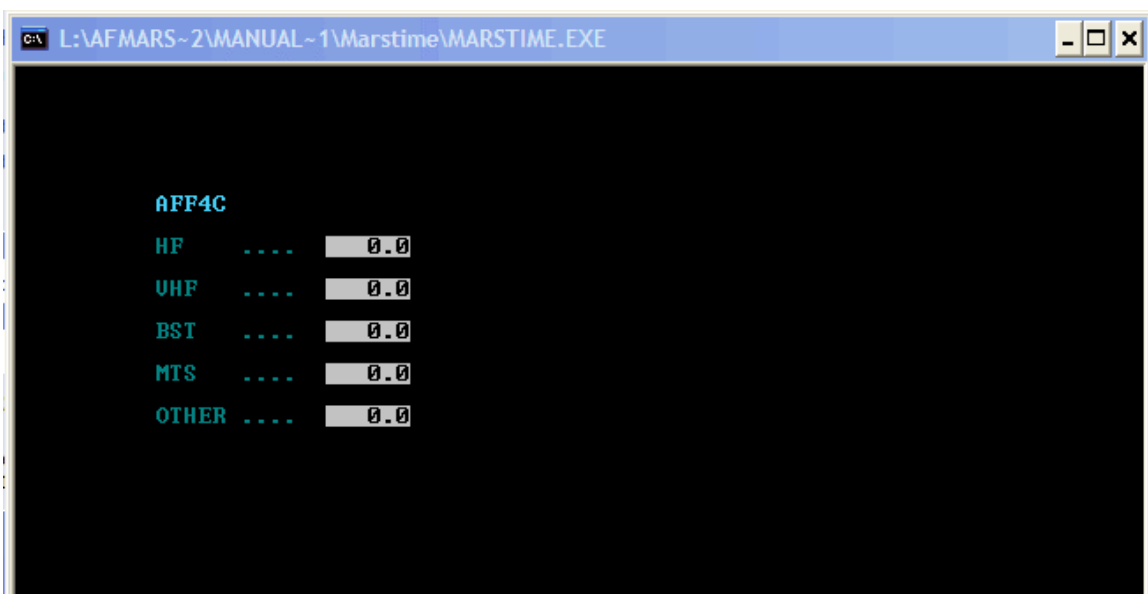 L:\AFMARS~2\MANUAL~1\Marstime\MARSTIME.EXE
AFF4C
HF .... 0.0
VHF .... 0.0
BST .... 0.0
MTS .... 0.0
OTHER .... 0.0